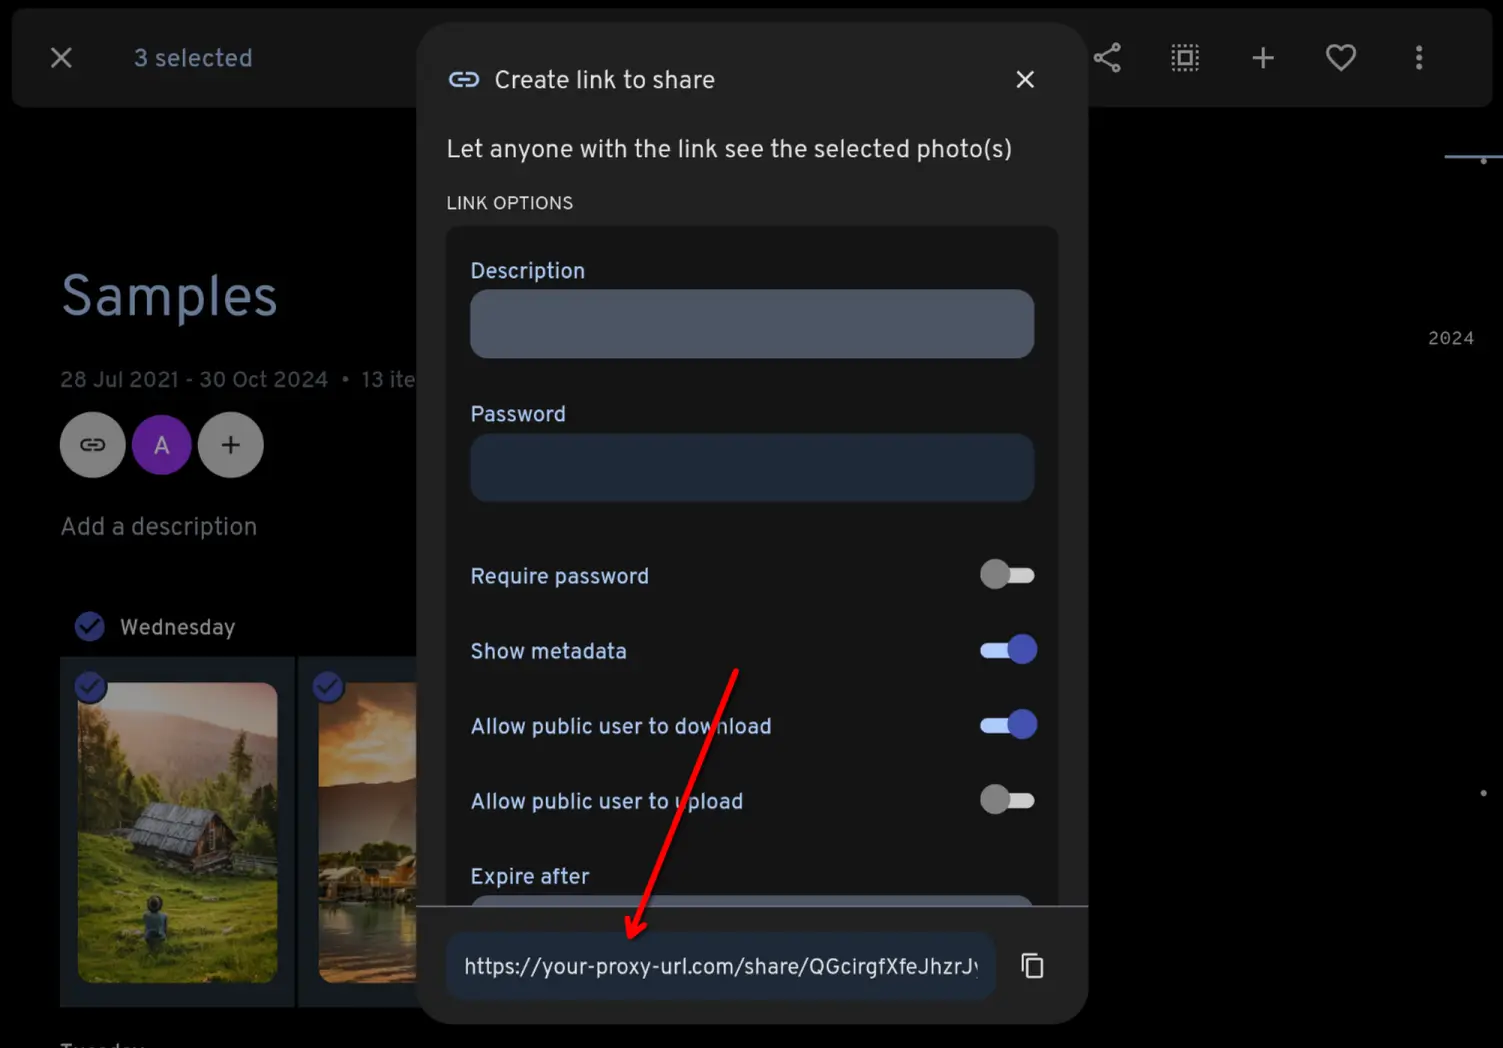 3 selected
Create link to share
Let anyone with the link see the selected photo(s)
LINK OPTIONS
Description
Password
Require password
Show metadata
Allow public user to download
Allow public user to upload
Expire after
https://your-proxy-url.com/share/QGcirgfXfeJhzrJ
Samples
28 Jul 2021 - 30 Oct 2024 • 13 ite
A
Add a description
Wednesday
2024